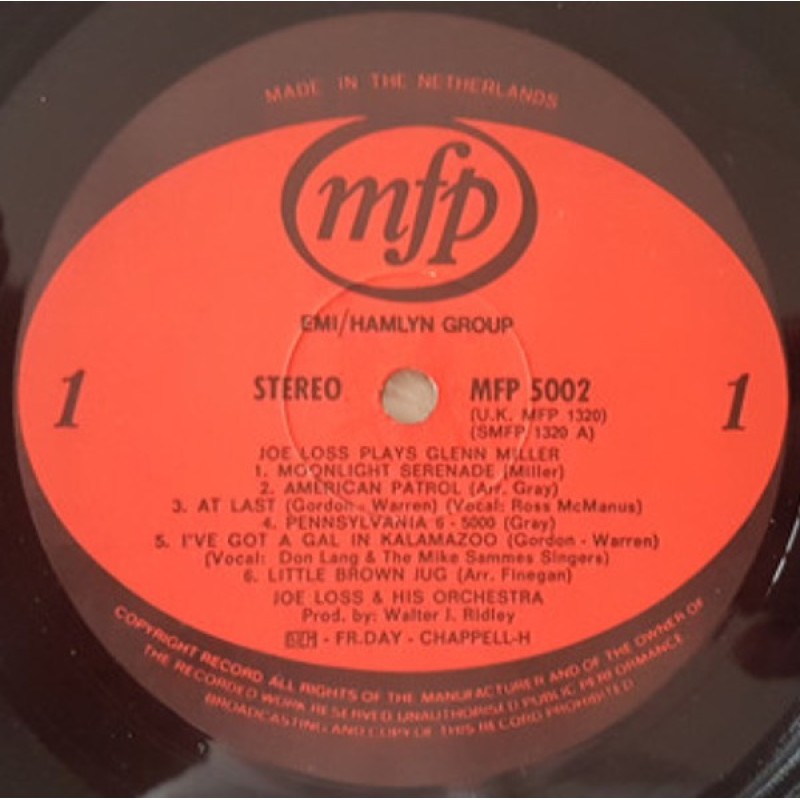 MADE IN THE NETHERLANDS
mfp
EMI/HAMLYN GROUP
1
STEREO
MFP 5002
1
(U.K. MFP 1320)
(SMFP 1320 A)
JOE LOSS PLAYS GLENN MILLER
1. MOONLIGHT SERENADE (Miller)
2. AMERICAN PATROL (Arr. Gray)
3. AT LAST (Gordon - Warren) (Vocal: Ross McManus)
4. PENNSYLVANIA 6 - 5000 (Gray)
5. I'VE GOT A GAL IN KALAMAZOO (Gordon - Warren)
(Vocal: Don Lang & The Mike Sammes Singers)
6. LITTLE BROWN JUG (Arr. Finegan)
JOE LOSS & HIS ORCHESTRA
Prod. by: Walter J. Ridley
- FR.DAY - CHAPPELL-H
COPYRIGHT RECORD ALL RIGHTS OF THE MANUFACTURER AND OF THE OWNER OF
THE RECORDED WORK RESERVED UNAUTHORISED PUBLIC PERFORMANCE
BROADCASTING AND COPY OF THIS RECORD PROHIBITED